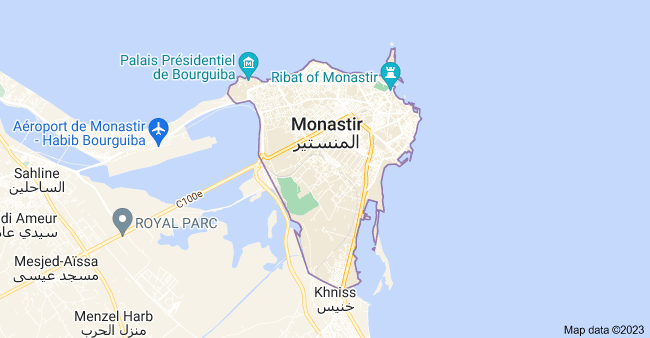 Palais Présidentiel
de Bourguiba
Ribat of Monastir
Monastir
المنستير
Aéroport de Monastir
- Habib Bourguiba
Sahline
الساحلين
C100e
di Ameur
سيدي عام
ROYAL PARC
Mesjed-Aïssa
مسجد عيسى
Khniss
خنيس
Menzel Harb
منزل الحرب
Map data ©2023